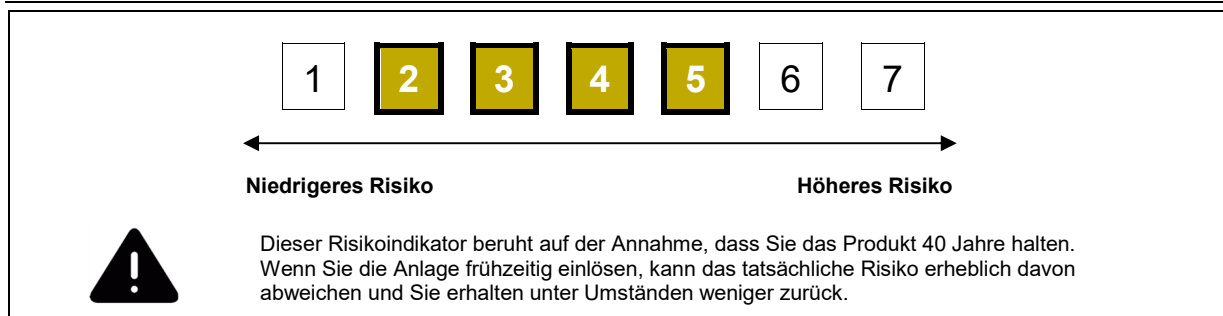 1 2 3 4 5 6 7
Niedrigeres Risiko Höheres Risiko
Dieser Risikoindikator beruht auf der Annahme, dass Sie das Produkt 40 Jahre halten.
Wenn Sie die Anlage frühzeitig einlösen, kann das tatsächliche Risiko erheblich davon
abweichen und Sie erhalten unter Umständen weniger zurück.